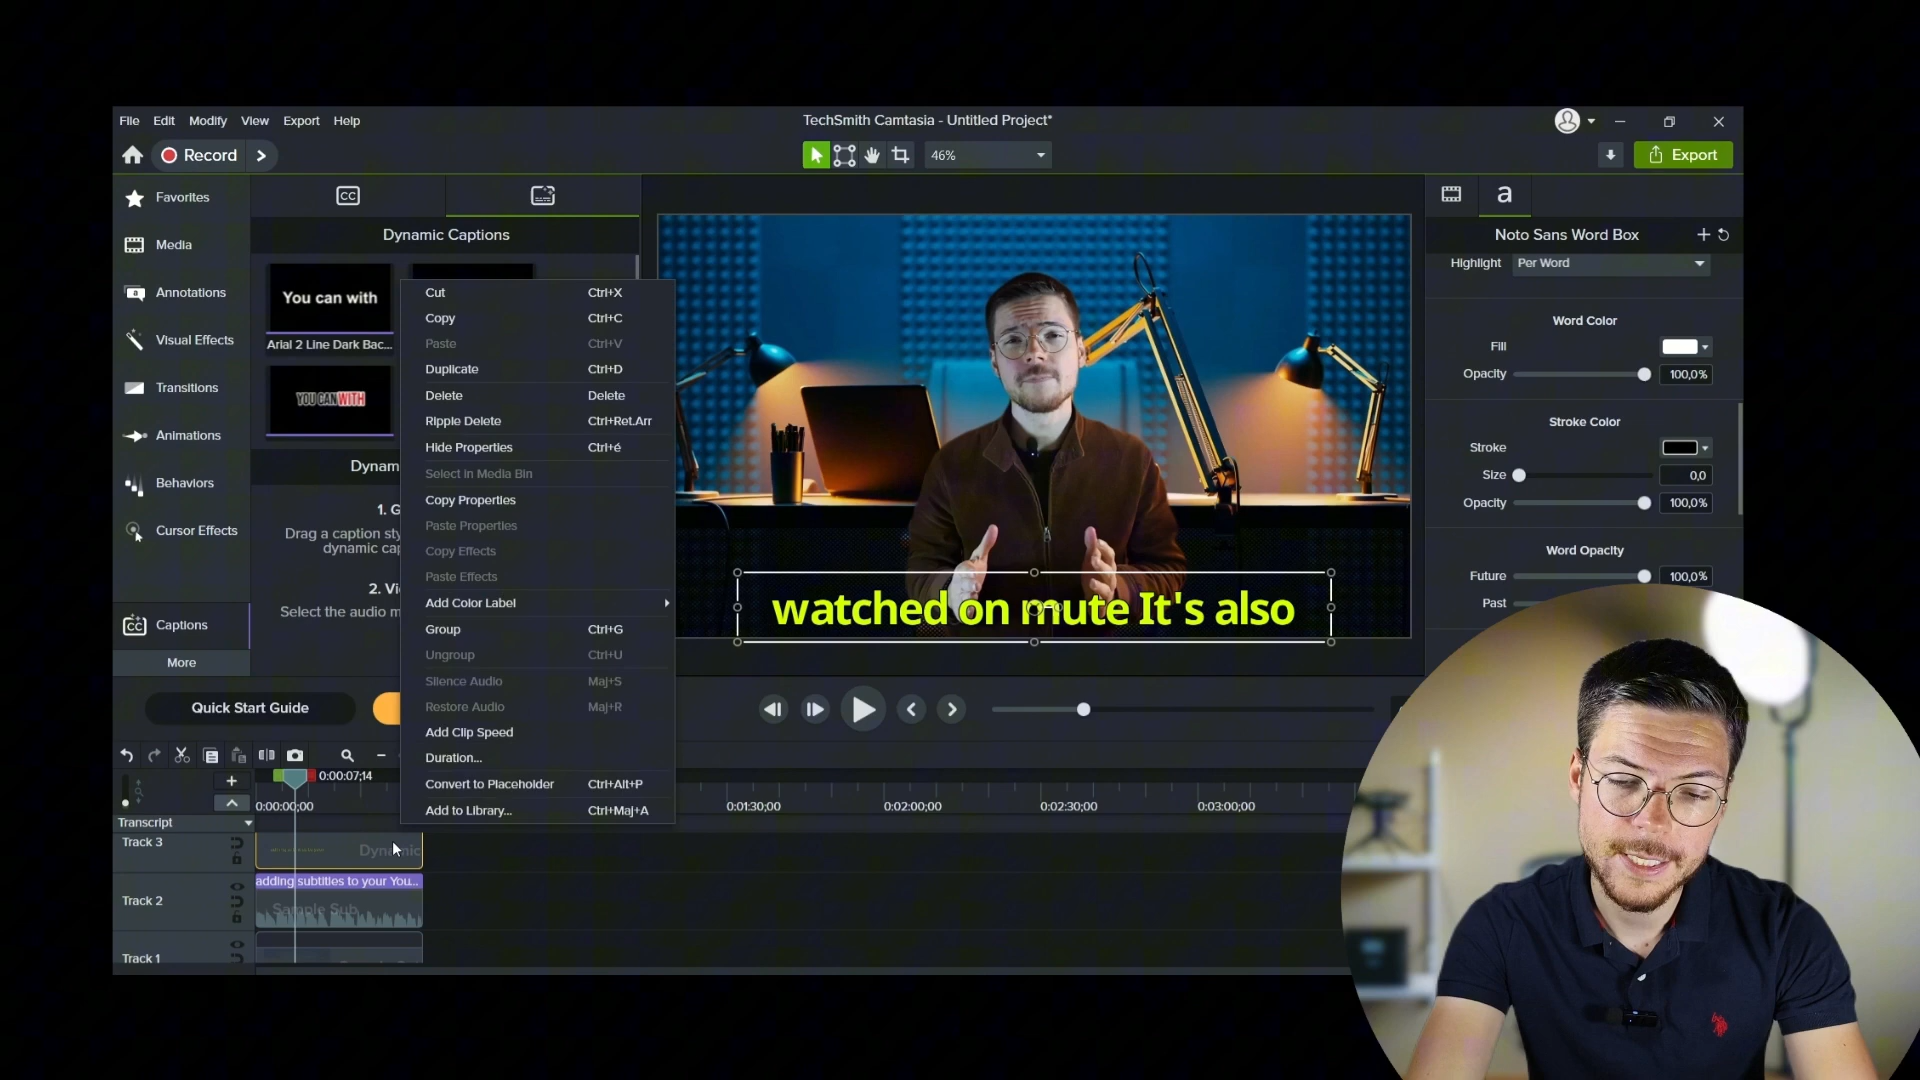 File Edit Modify View Export Help
TechSmith Camtasia - Untitled Project*
Record
46%
Export
Favorites
Media
Annotations
Visual Effects
Transitions
Animations
Behaviors
Cursor Effects
Captions
More
CC
Dynamic Captions
You can with
Arial 2 Line Dark Bac...
YOU CAN WITH
Dynam
1. G
Drag a caption sty
dynamic cap
2. Vi
Select the audio m
Cut Ctrl+X
Copy Ctrl+C
Paste Ctrl+V
Duplicate Ctrl+D
Delete Delete
Ripple Delete Ctrl+Ret.Arr
Hide Properties Ctrl+é
Select in Media Bin
Copy Properties
Paste Properties
Copy Effects
Paste Effects
Add Color Label
Group Ctrl+G
Ungroup Ctrl+U
Silence Audio Maj+S
Restore Audio Maj+R
Add Clip Speed
Duration...
Convert to Placeholder Ctrl+Alt+P
Add to Library... Ctrl+Maj+A
watched on mute It's also
a
Noto Sans Word Box
Highlight Per Word
Word Color
Fill
Opacity 100,0%
Stroke Color
Stroke
Size 0,0
Opacity 100,0%
Word Opacity
Future 100,0%
Past
Quick Start Guide
0:00:07;14
0:00:00;00 0:01:30;00 0:02:00;00 0:02:30;00 0:03:00;00
Transcript
Track 3
Dynamic
adding subtitles to your You...
Track 2
Sample Sub
Track 1